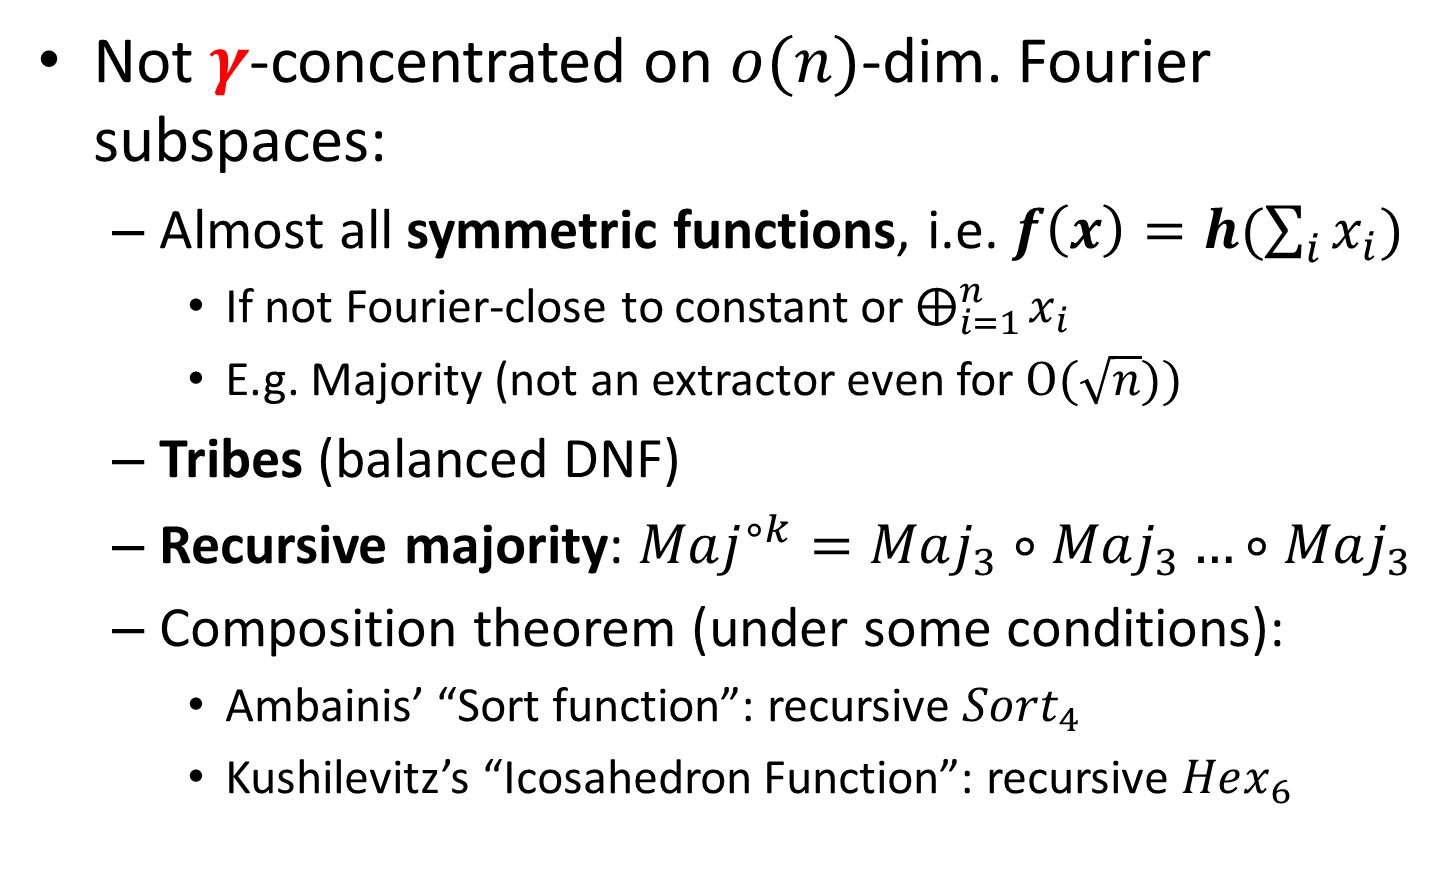 • Not 𝜸-concentrated on 𝑜(𝑛)-dim. Fourier
subspaces:
– Almost all symmetric functions, i.e. 𝒇(𝒙) = 𝒉(∑ᵢ 𝑥ᵢ)
• If not Fourier-close to constant or ⊕ⁿᵢ₌₁ 𝑥ᵢ
• E.g. Majority (not an extractor even for O(√𝑛))
– Tribes (balanced DNF)
– Recursive majority: 𝑀𝑎𝑗°ᵏ = 𝑀𝑎𝑗₃ ∘ 𝑀𝑎𝑗₃ … ∘ 𝑀𝑎𝑗₃
– Composition theorem (under some conditions):
• Ambainis’ “Sort function”: recursive 𝑆𝑜𝑟𝑡₄
• Kushilevitz’s “Icosahedron Function”: recursive 𝐻𝑒𝑥₆